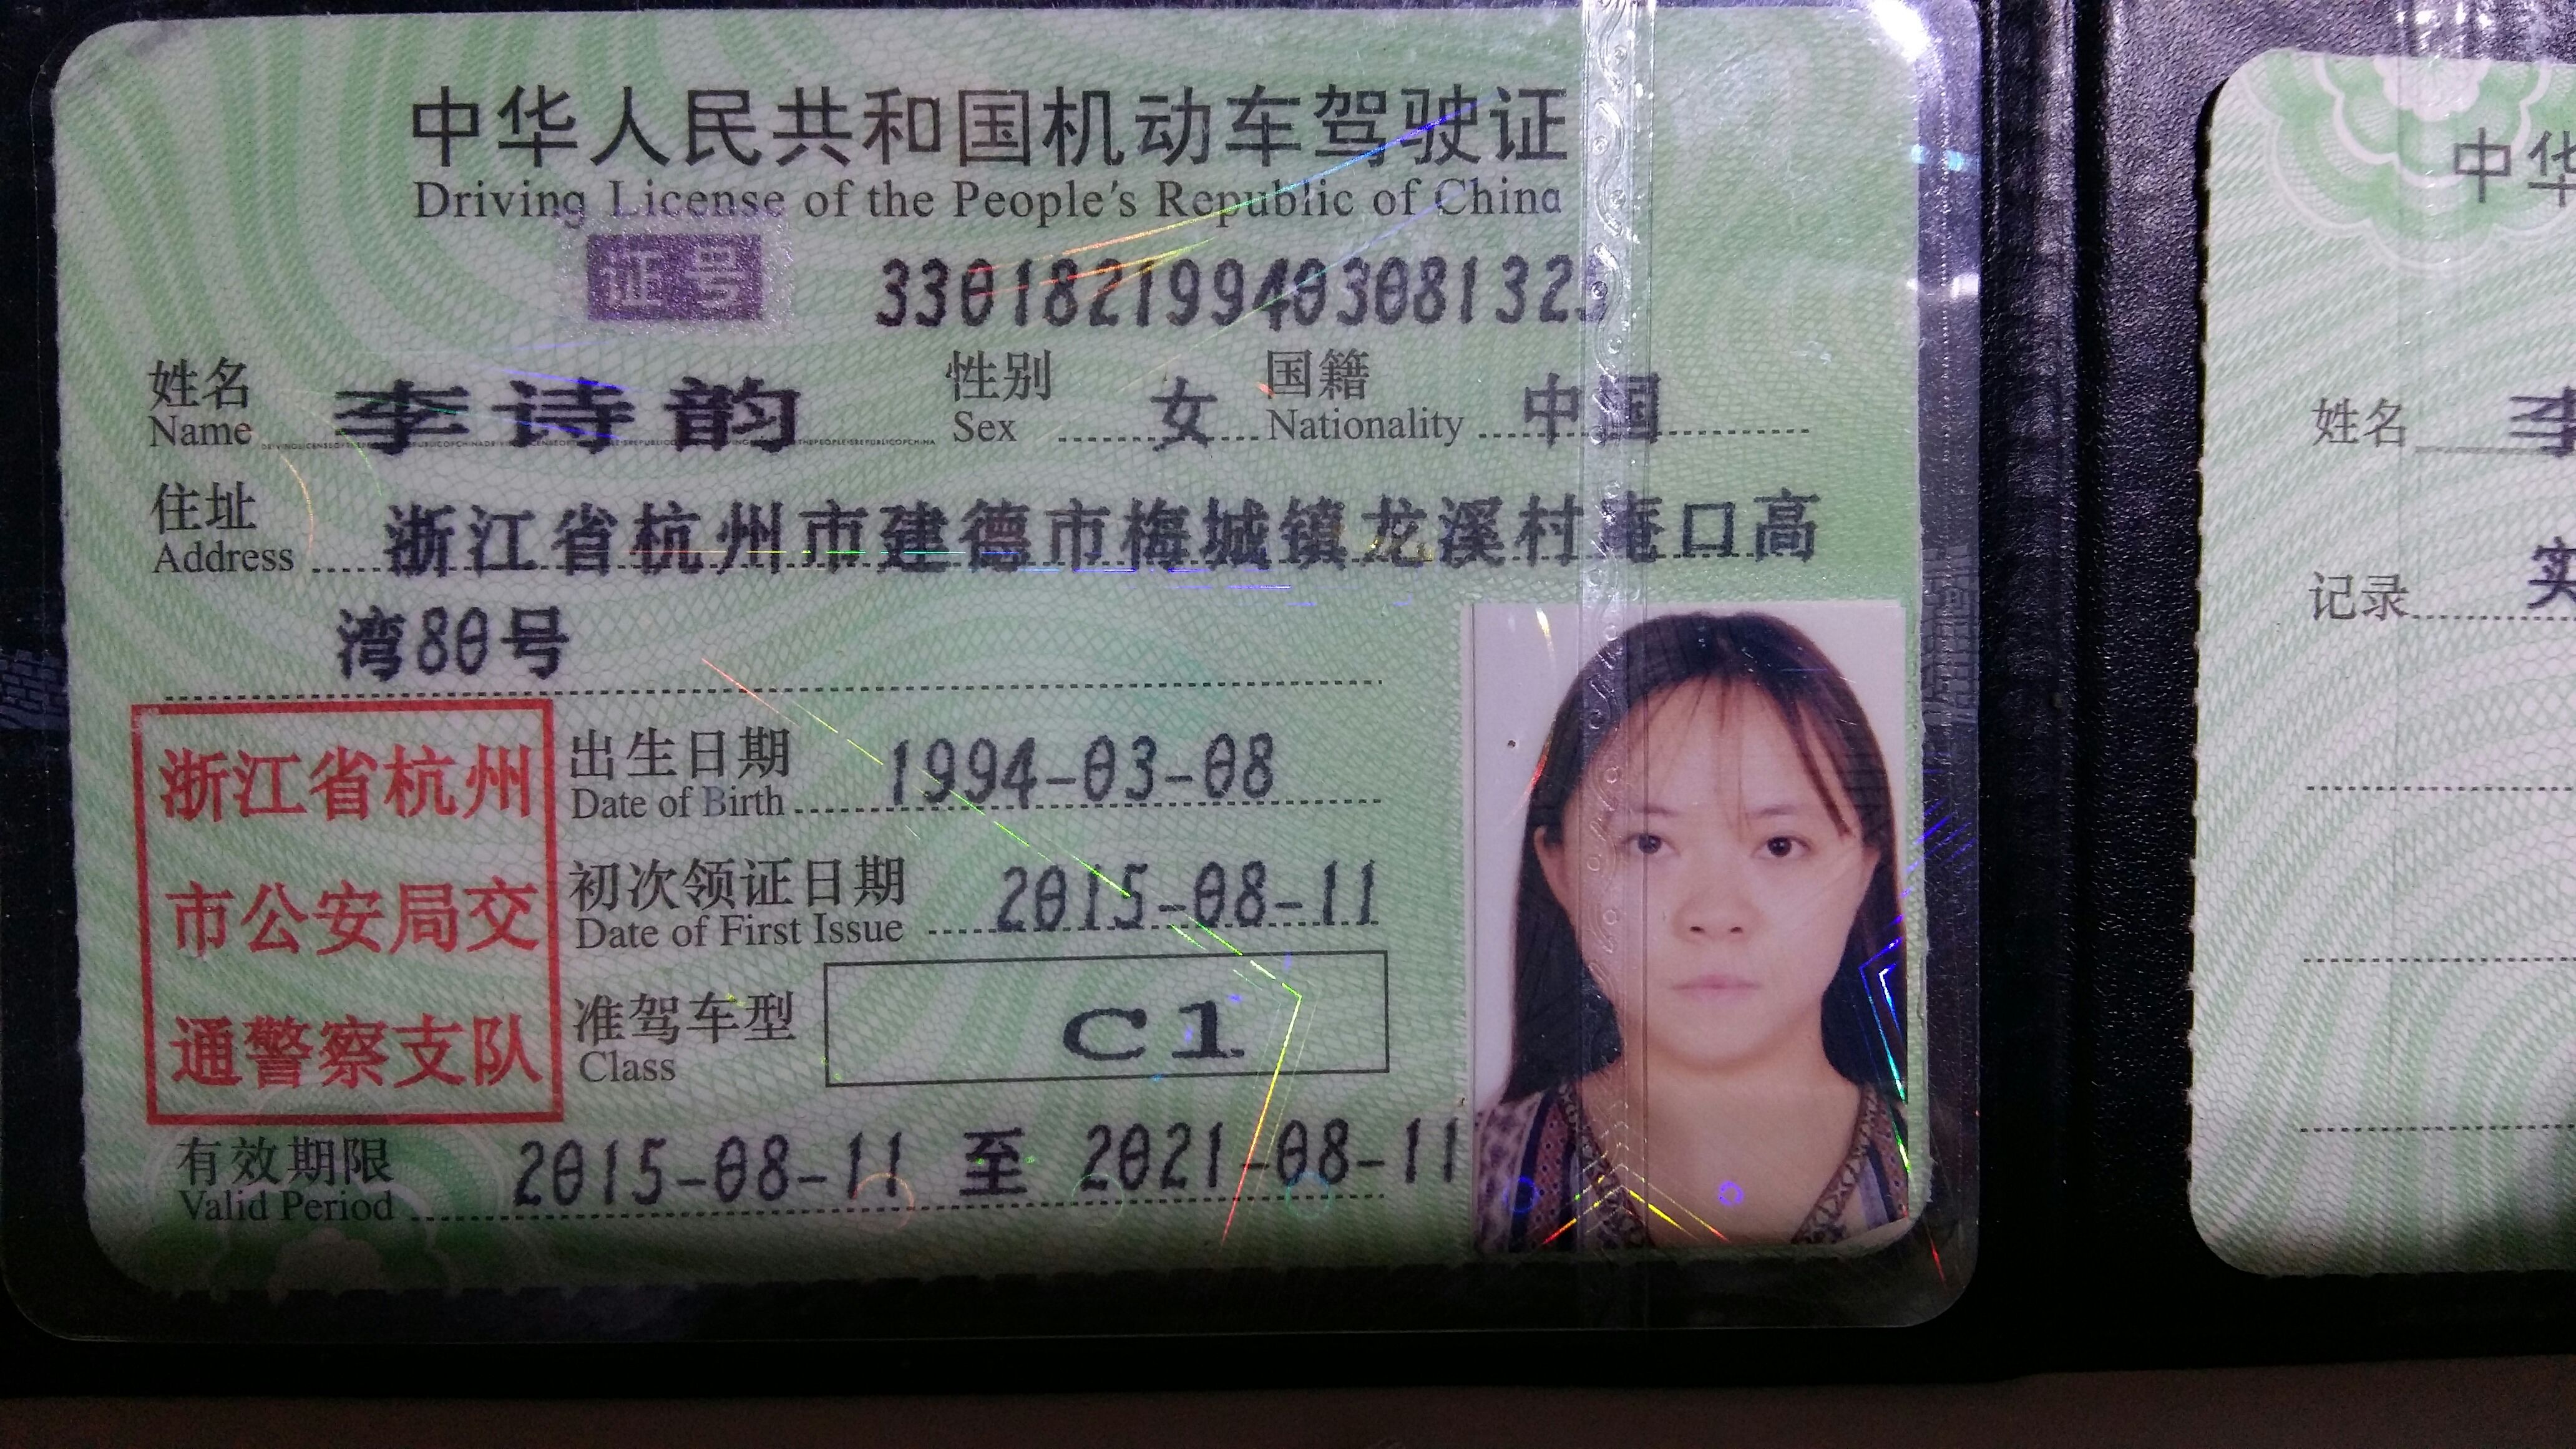 中华人民共和国机动车驾驶证
Driving License of the People's Republic of China
证号 330182199403081323
姓名 李诗韵 性别 女 国籍 中国
Name Sex Nationality
住址 浙江省杭州市建德市梅城镇龙溪村庵口高
Address
湾80号
浙江省杭州
市公安局交
通警察支队
出生日期 1994-03-08
Date of Birth
初次领证日期 2015-08-11
Date of First Issue
准驾车型 C1
Class
有效期限 2015-08-11 至 2021-08-11
Valid Period
中华
姓名 李
记录 实